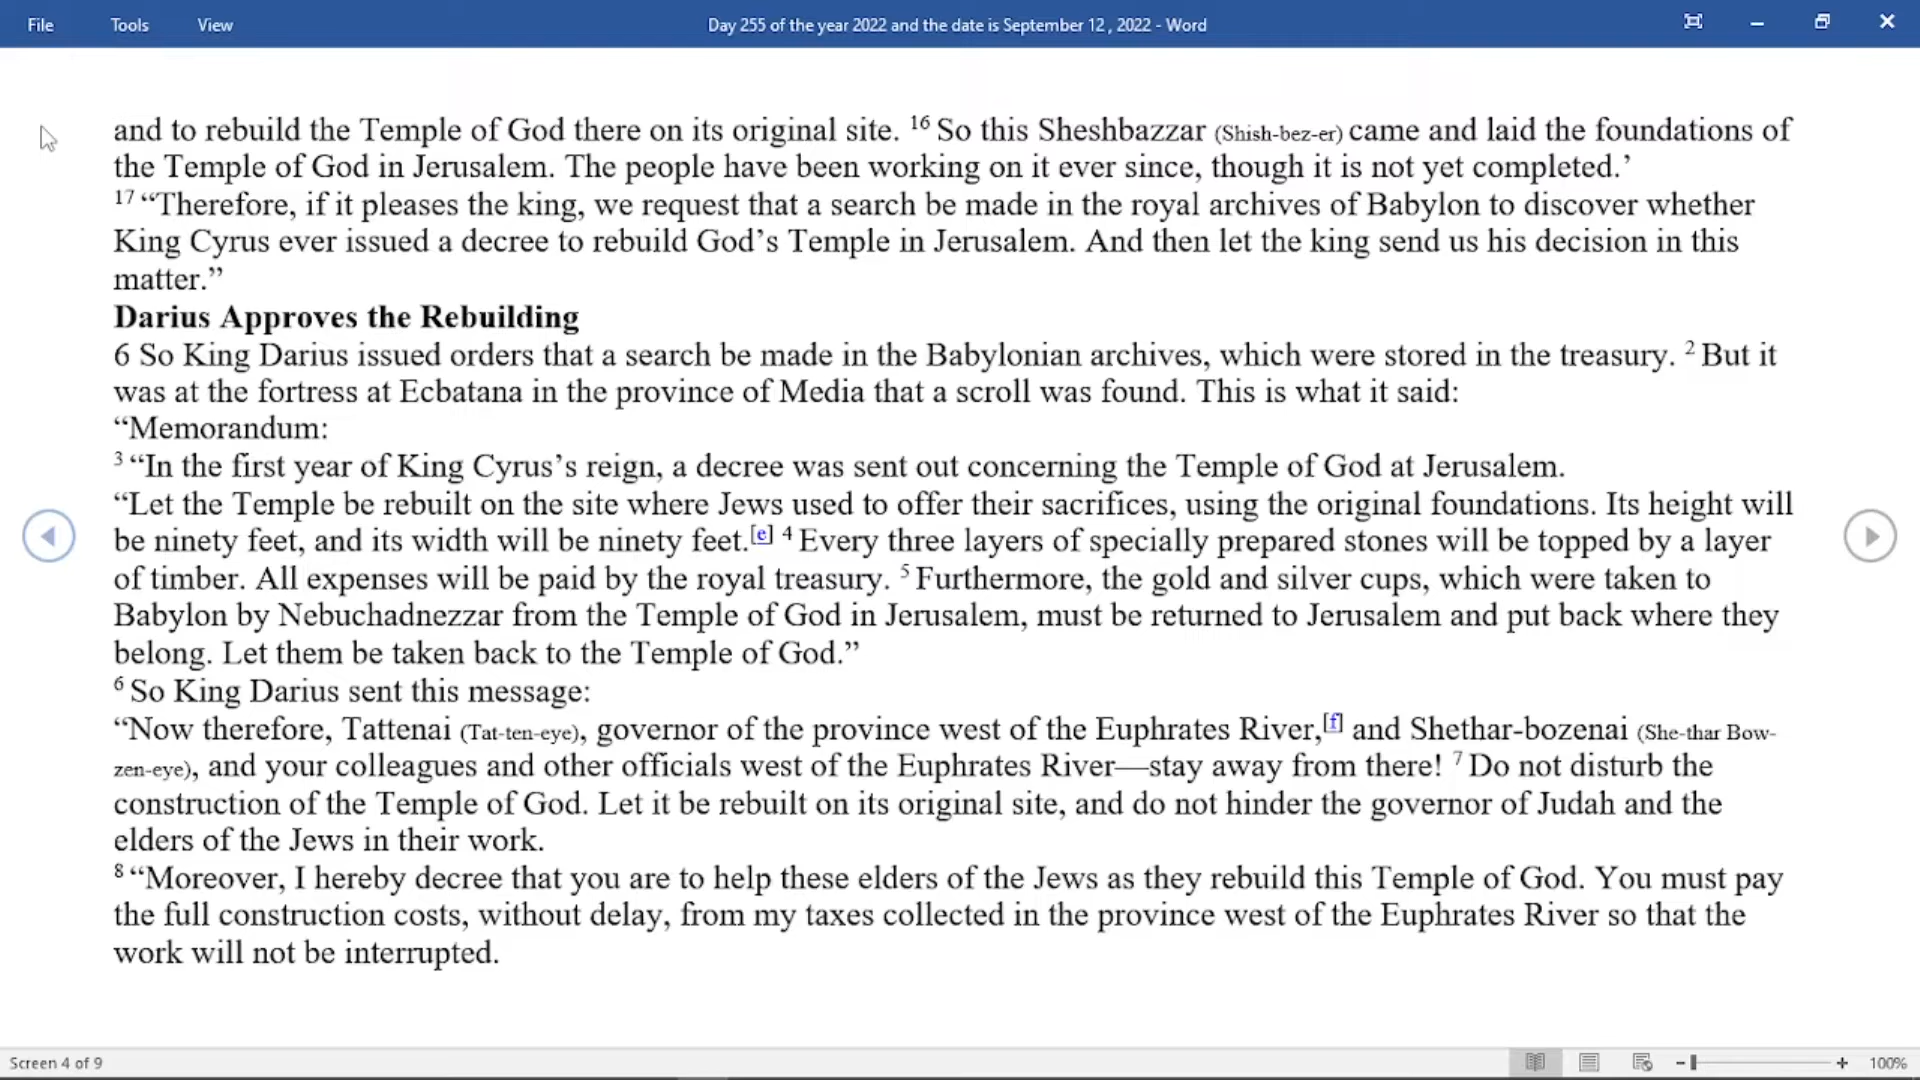 File Tools View Day 255 of the year 2022 and the date is September 12 , 2022 - Word
and to rebuild the Temple of God there on its original site. 16 So this Sheshbazzar (Shish-bez-er) came and laid the foundations of
the Temple of God in Jerusalem. The people have been working on it ever since, though it is not yet completed.’
17 “Therefore, if it pleases the king, we request that a search be made in the royal archives of Babylon to discover whether
King Cyrus ever issued a decree to rebuild God’s Temple in Jerusalem. And then let the king send us his decision in this
matter.”
Darius Approves the Rebuilding
6 So King Darius issued orders that a search be made in the Babylonian archives, which were stored in the treasury. 2 But it
was at the fortress at Ecbatana in the province of Media that a scroll was found. This is what it said:
“Memorandum:
3 “In the first year of King Cyrus’s reign, a decree was sent out concerning the Temple of God at Jerusalem.
“Let the Temple be rebuilt on the site where Jews used to offer their sacrifices, using the original foundations. Its height will
be ninety feet, and its width will be ninety feet.[e] 4 Every three layers of specially prepared stones will be topped by a layer
of timber. All expenses will be paid by the royal treasury. 5 Furthermore, the gold and silver cups, which were taken to
Babylon by Nebuchadnezzar from the Temple of God in Jerusalem, must be returned to Jerusalem and put back where they
belong. Let them be taken back to the Temple of God.”
6 So King Darius sent this message:
“Now therefore, Tattenai (Tat-ten-eye), governor of the province west of the Euphrates River,[f] and Shethar-bozenai (She-thar Bow-
zen-eye), and your colleagues and other officials west of the Euphrates River—stay away from there! 7 Do not disturb the
construction of the Temple of God. Let it be rebuilt on its original site, and do not hinder the governor of Judah and the
elders of the Jews in their work.
8 “Moreover, I hereby decree that you are to help these elders of the Jews as they rebuild this Temple of God. You must pay
the full construction costs, without delay, from my taxes collected in the province west of the Euphrates River so that the
work will not be interrupted.
Screen 4 of 9 100%